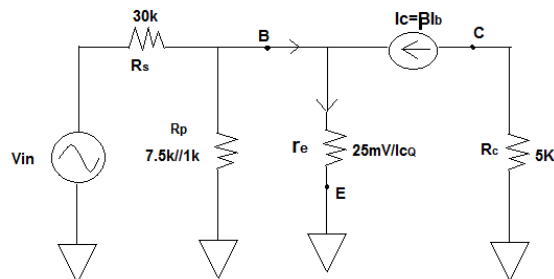 30k
Rs
B
Ic=βIb
C
Vin
Rp
7.5k//1k
re
25mV/IcQ
E
Rc
5K